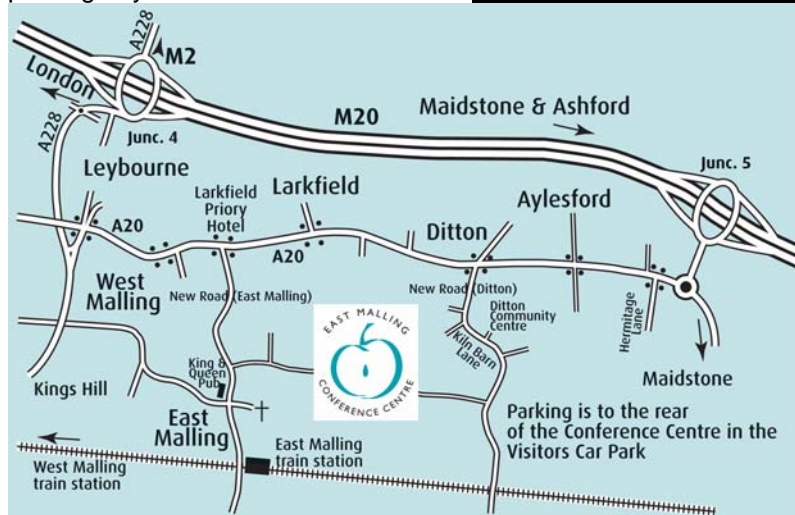 A228
M2
London
A228
Junc. 4
Leybourne
M20
Maidstone & Ashford
Junc. 5
Larkfield
Priory
Hotel
Larkfield
Aylesford
Ditton
A20
A20
West
Malling
New Road (East Malling)
New Road (Ditton)
Ditton
Community
Centre
Kiln Barn
Lane
Hermitage
Lane
Maidstone
EAST MALLING
CONFERENCE CENTRE
King &
Queen
Pub
Kings Hill
East
Malling
Parking is to the rear
of the Conference Centre in the
Visitors Car Park
West Malling
train station
East Malling
train station